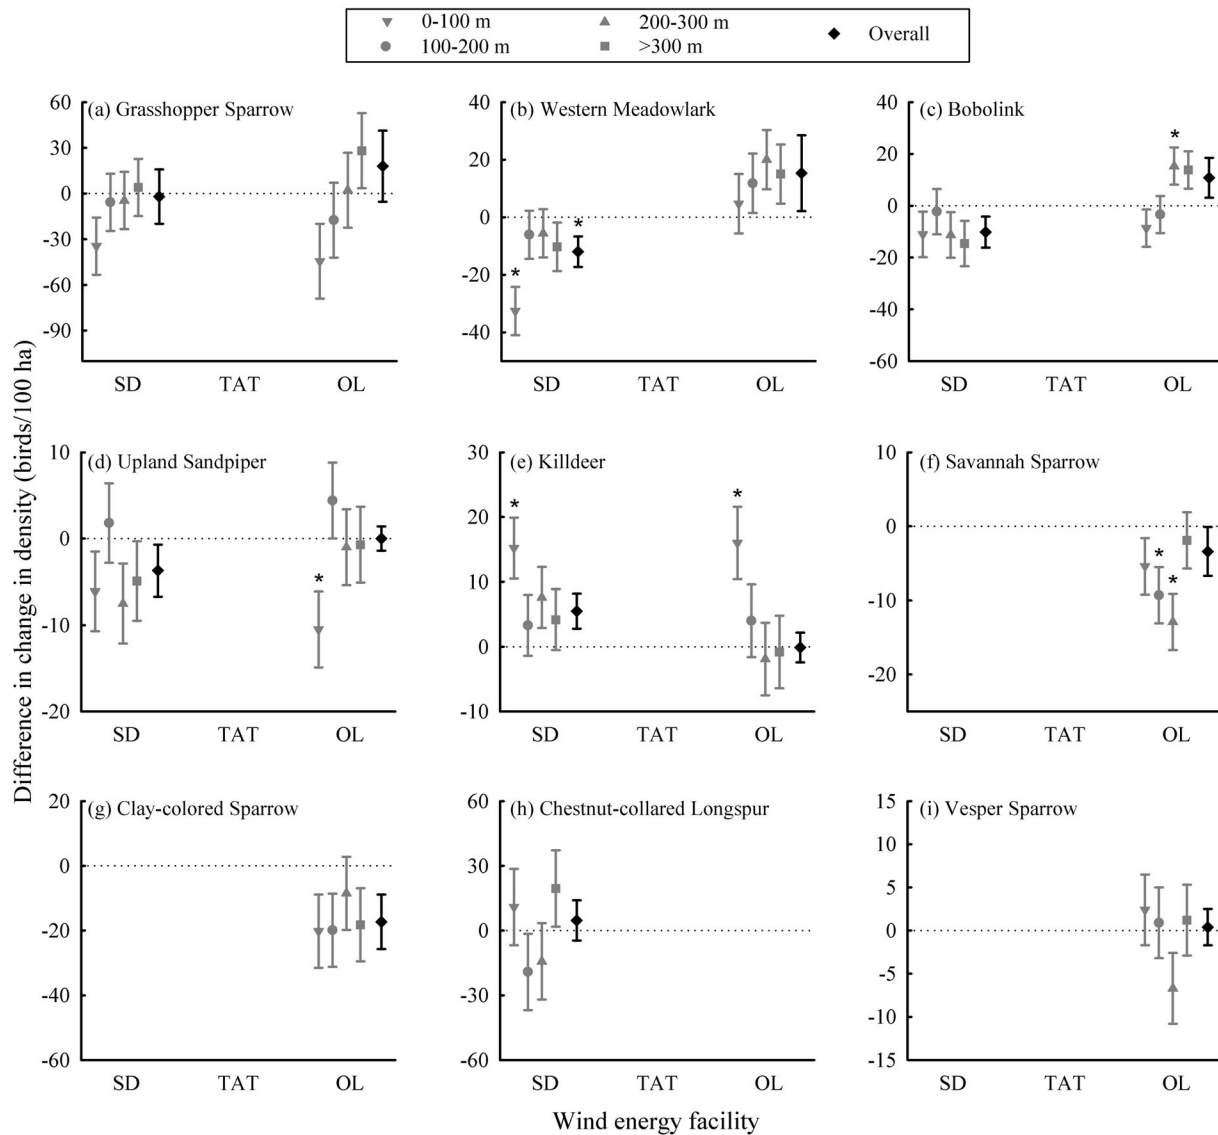 0-100 m
200-300 m
Overall
100-200 m
>300 m
Difference in change in density (birds/100 ha)
(a) Grasshopper Sparrow
60
30
0
-30
-60
-90
SD TAT OL
(b) Western Meadowlark
40
20
0
-20
-40
*
*
SD TAT OL
(c) Bobolink
40
20
0
-20
-40
-60
*
SD TAT OL
(d) Upland Sandpiper
10
0
-10
-20
*
SD TAT OL
(e) Killdeer
30
20
10
0
-10
*
*
SD TAT OL
(f) Savannah Sparrow
10
0
-10
-20
*
*
SD TAT OL
(g) Clay-colored Sparrow
20
0
-20
-40
-60
SD TAT OL
(h) Chestnut-collared Longspur
60
30
0
-30
-60
SD TAT OL
(i) Vesper Sparrow
15
10
5
0
-5
-10
-15
SD TAT OL
Wind energy facility